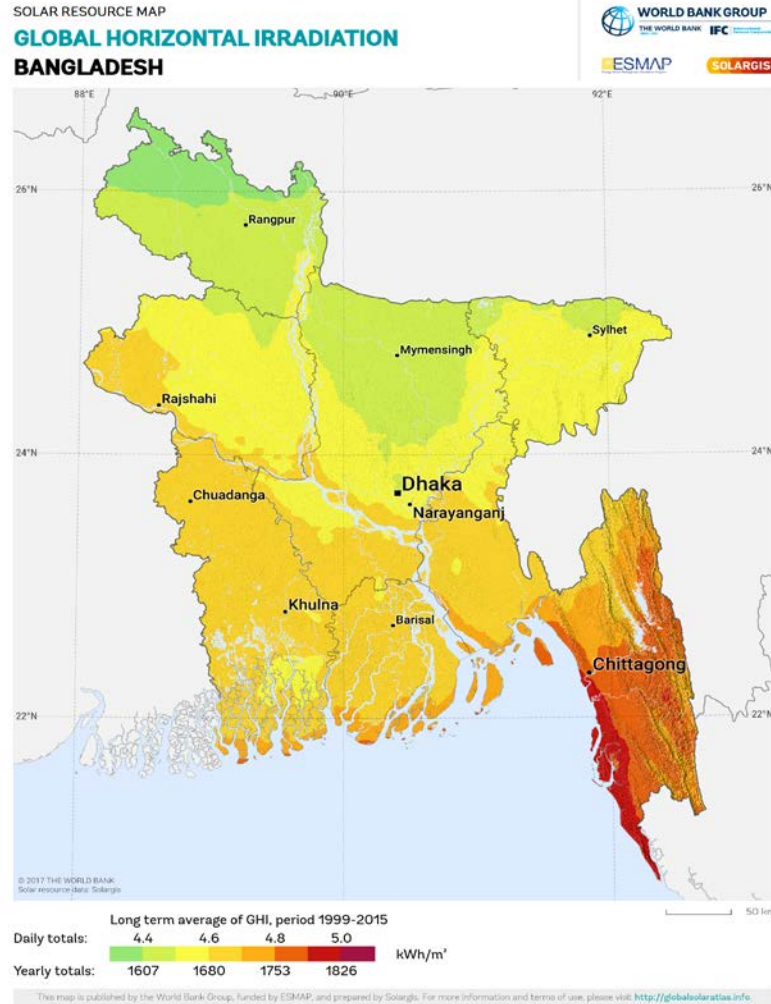 SOLAR RESOURCE MAP
GLOBAL HORIZONTAL IRRADIATION
BANGLADESH
WORLD BANK GROUP
THE WORLD BANK IFC
ESMAP
SOLARGIS
88°E 90°E 92°E
26°N 26°N
Rangpur
Sylhet
Mymensingh
Rajshahi
24°N 24°N
Dhaka
Chuadanga
Narayanganj
Khulna
Barisal
Chittagong
22°N 22°N
© 2017 THE WORLD BANK
Solar resource data: Solargis
50 km
Long term average of GHI, period 1999-2015
Daily totals: 4.4 4.6 4.8 5.0
kWh/m²
Yearly totals: 1607 1680 1753 1826
This map is published by the World Bank Group, funded by ESMAP, and prepared by Solargis. For more information and terms of use, please visit http://globalsolaratlas.info.